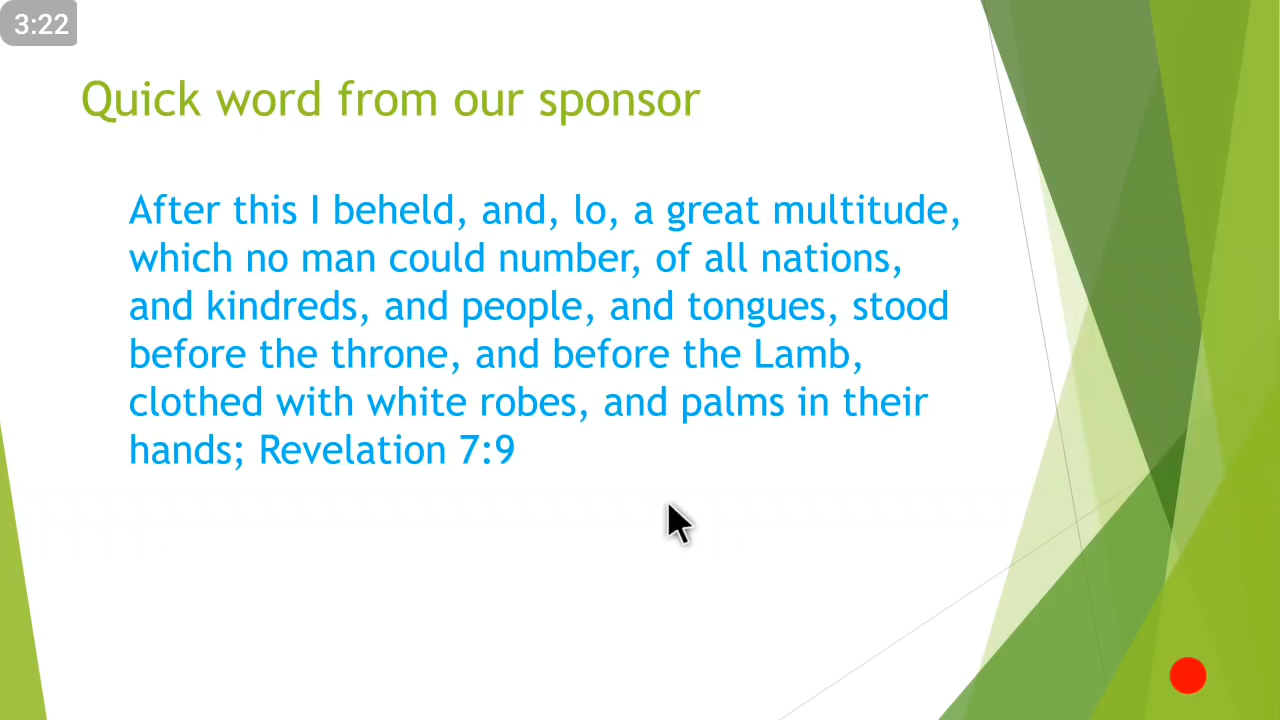 3:22
Quick word from our sponsor
After this I beheld, and, lo, a great multitude,
which no man could number, of all nations,
and kindreds, and people, and tongues, stood
before the throne, and before the Lamb,
clothed with white robes, and palms in their
hands; Revelation 7:9